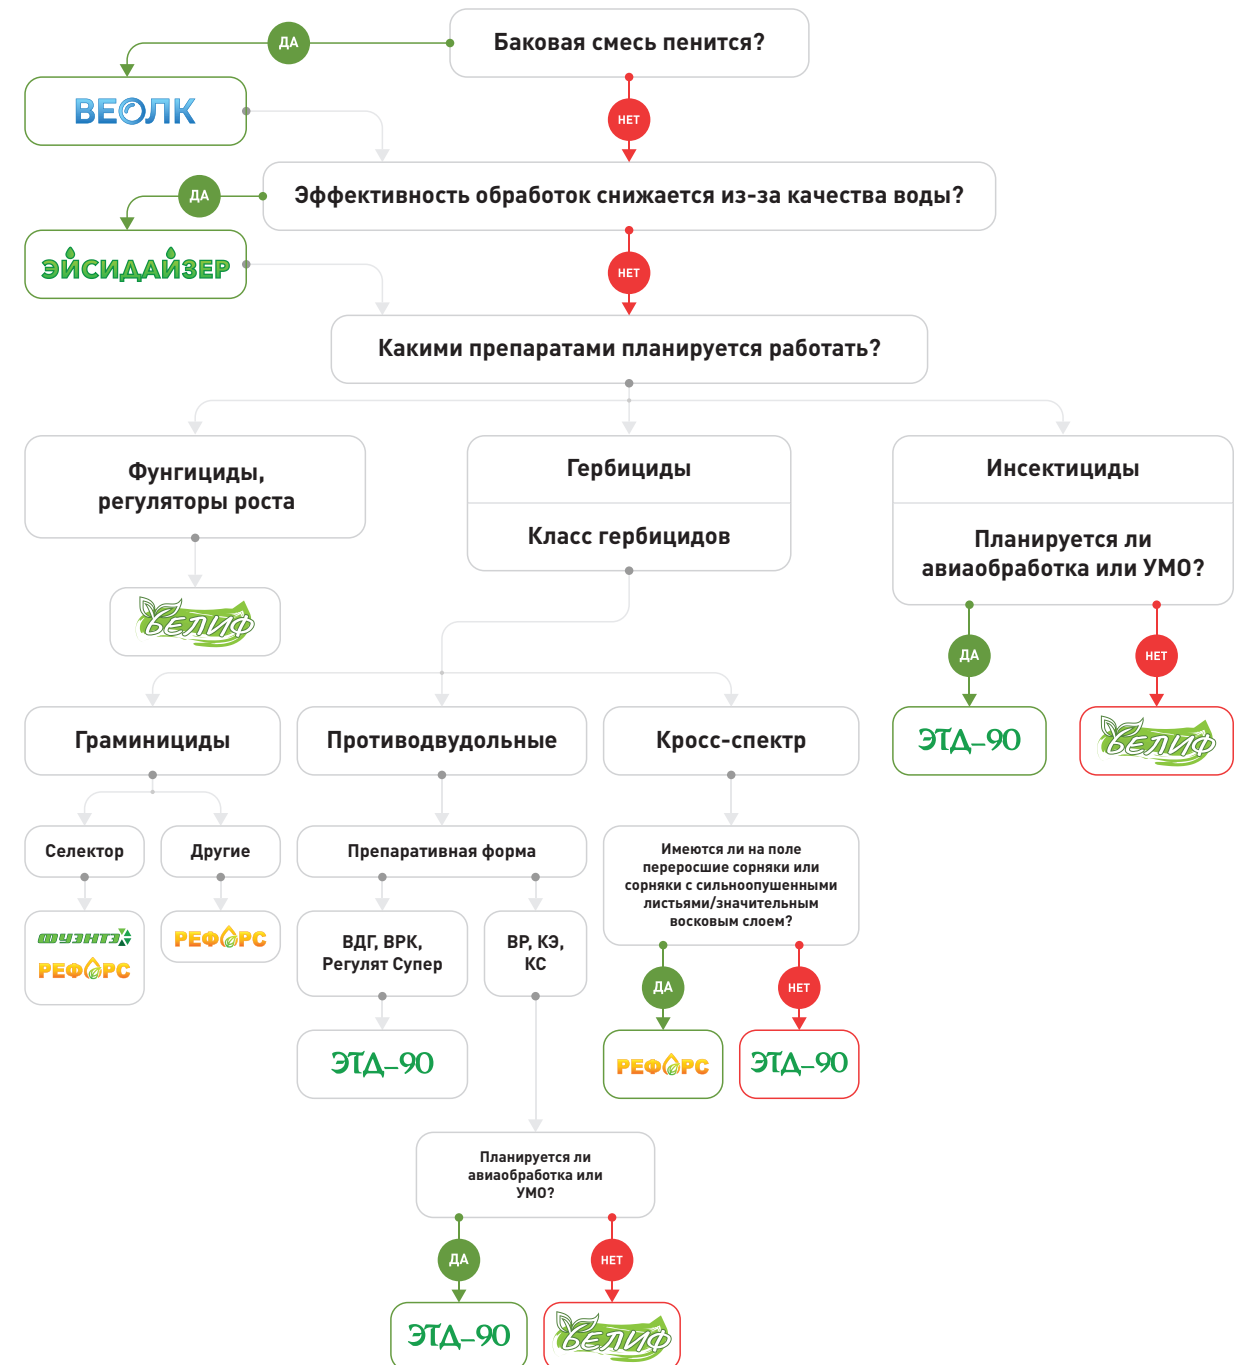 Баковая смесь пенится?
ДА
ВЕОЛК
НЕТ
Эффективность обработок снижается из-за качества воды?
ДА
ЭЙСИДАЙЗЕР
НЕТ
Какими препаратами планируется работать?
Фунгициды,
регуляторы роста
БЕЛИФ
Гербициды
Класс гербицидов
Инсектициды
Планируется ли
авиаобработка или УМО?
ДА
НЕТ
ЭТД-90
БЕЛИФ
Граминициды
Противодвудольные
Кросс-спектр
Селектор
Другие
ФУЭНТЭ
РЕФОРС
РЕФОРС
Препаративная форма
ВДГ, ВРК,
Регулят Супер
ВР, КЭ,
КС
ЭТД-90
Имеются ли на поле
переросшие сорняки или
сорняки с сильноопушенными
листьями/значительным
восковым слоем?
ДА
НЕТ
РЕФОРС
ЭТД-90
Планируется ли
авиаобработка или
УМО?
ДА
НЕТ
ЭТД-90
БЕЛИФ